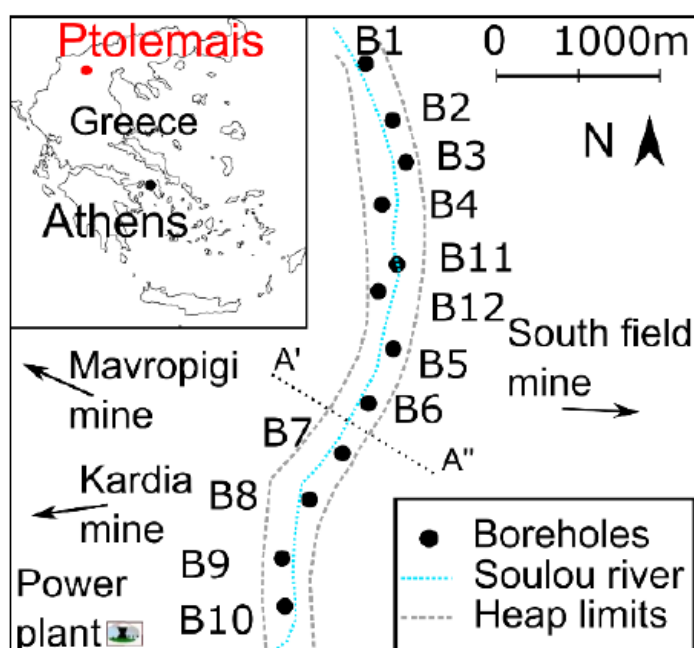 Ptolemais
Greece
Athens
0 1000m
N
B1
B2
B3
B4
B11
B12
B5
B6
B7
B8
B9
B10
A'
A"
Mavropigi
mine
South field
mine
Kardia
mine
Power
plant
Boreholes
Soulou river
Heap limits